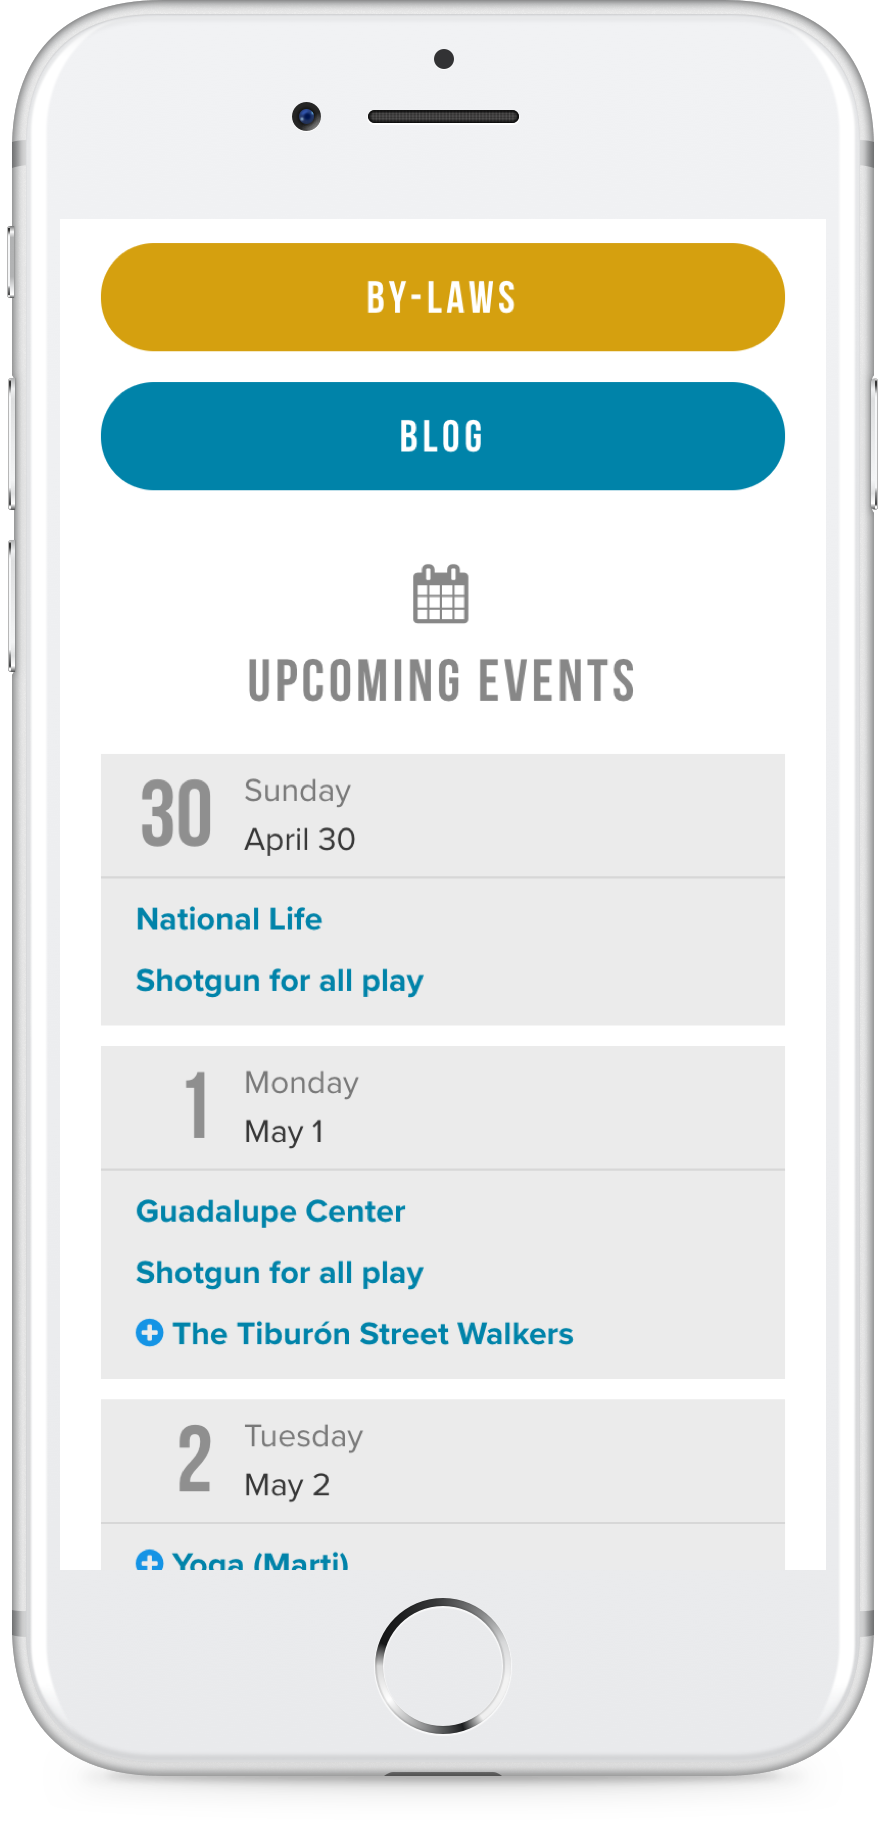 BY-LAWS
BLOG
UPCOMING EVENTS
30
Sunday
April 30
National Life
Shotgun for all play
1
Monday
May 1
Guadalupe Center
Shotgun for all play
The Tiburón Street Walkers
2
Tuesday
May 2
Yoga (Marti)